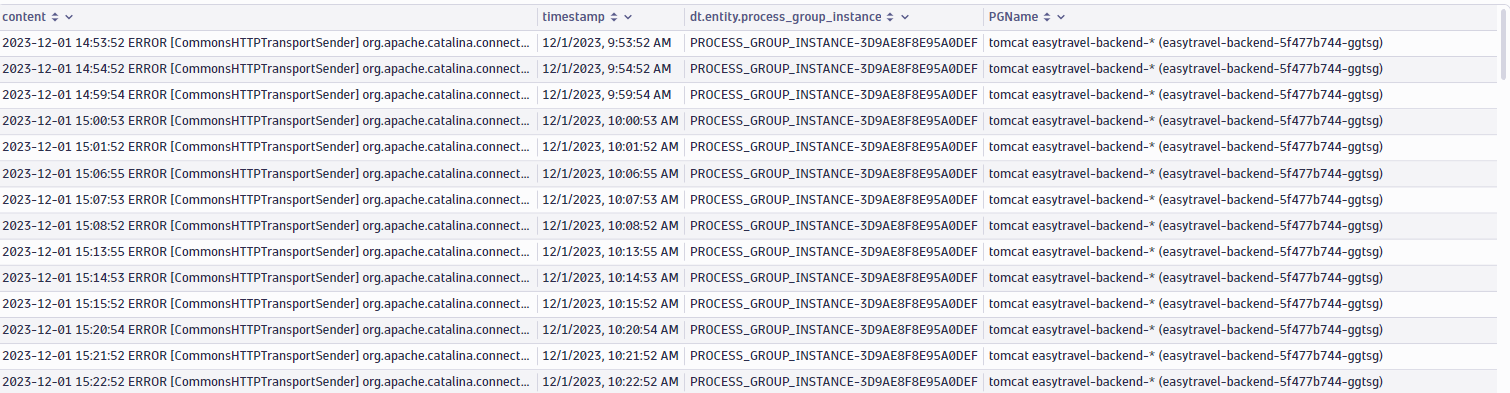 content timestamp dt.entity.process_group_instance PGName
2023-12-01 14:53:52 ERROR [CommonsHTTPTransportSender] org.apache.catalina.connect... 12/1/2023, 9:53:52 AM PROCESS_GROUP_INSTANCE-3D9AE8F8E95A0DEF tomcat easytravel-backend-* (easytravel-backend-5f477b744-ggtsg)
2023-12-01 14:54:52 ERROR [CommonsHTTPTransportSender] org.apache.catalina.connect... 12/1/2023, 9:54:52 AM PROCESS_GROUP_INSTANCE-3D9AE8F8E95A0DEF tomcat easytravel-backend-* (easytravel-backend-5f477b744-ggtsg)
2023-12-01 14:59:54 ERROR [CommonsHTTPTransportSender] org.apache.catalina.connect... 12/1/2023, 9:59:54 AM PROCESS_GROUP_INSTANCE-3D9AE8F8E95A0DEF tomcat easytravel-backend-* (easytravel-backend-5f477b744-ggtsg)
2023-12-01 15:00:53 ERROR [CommonsHTTPTransportSender] org.apache.catalina.connect... 12/1/2023, 10:00:53 AM PROCESS_GROUP_INSTANCE-3D9AE8F8E95A0DEF tomcat easytravel-backend-* (easytravel-backend-5f477b744-ggtsg)
2023-12-01 15:01:52 ERROR [CommonsHTTPTransportSender] org.apache.catalina.connect... 12/1/2023, 10:01:52 AM PROCESS_GROUP_INSTANCE-3D9AE8F8E95A0DEF tomcat easytravel-backend-* (easytravel-backend-5f477b744-ggtsg)
2023-12-01 15:06:55 ERROR [CommonsHTTPTransportSender] org.apache.catalina.connect... 12/1/2023, 10:06:55 AM PROCESS_GROUP_INSTANCE-3D9AE8F8E95A0DEF tomcat easytravel-backend-* (easytravel-backend-5f477b744-ggtsg)
2023-12-01 15:07:53 ERROR [CommonsHTTPTransportSender] org.apache.catalina.connect... 12/1/2023, 10:07:53 AM PROCESS_GROUP_INSTANCE-3D9AE8F8E95A0DEF tomcat easytravel-backend-* (easytravel-backend-5f477b744-ggtsg)
2023-12-01 15:08:52 ERROR [CommonsHTTPTransportSender] org.apache.catalina.connect... 12/1/2023, 10:08:52 AM PROCESS_GROUP_INSTANCE-3D9AE8F8E95A0DEF tomcat easytravel-backend-* (easytravel-backend-5f477b744-ggtsg)
2023-12-01 15:13:55 ERROR [CommonsHTTPTransportSender] org.apache.catalina.connect... 12/1/2023, 10:13:55 AM PROCESS_GROUP_INSTANCE-3D9AE8F8E95A0DEF tomcat easytravel-backend-* (easytravel-backend-5f477b744-ggtsg)
2023-12-01 15:14:53 ERROR [CommonsHTTPTransportSender] org.apache.catalina.connect... 12/1/2023, 10:14:53 AM PROCESS_GROUP_INSTANCE-3D9AE8F8E95A0DEF tomcat easytravel-backend-* (easytravel-backend-5f477b744-ggtsg)
2023-12-01 15:15:52 ERROR [CommonsHTTPTransportSender] org.apache.catalina.connect... 12/1/2023, 10:15:52 AM PROCESS_GROUP_INSTANCE-3D9AE8F8E95A0DEF tomcat easytravel-backend-* (easytravel-backend-5f477b744-ggtsg)
2023-12-01 15:20:54 ERROR [CommonsHTTPTransportSender] org.apache.catalina.connect... 12/1/2023, 10:20:54 AM PROCESS_GROUP_INSTANCE-3D9AE8F8E95A0DEF tomcat easytravel-backend-* (easytravel-backend-5f477b744-ggtsg)
2023-12-01 15:21:52 ERROR [CommonsHTTPTransportSender] org.apache.catalina.connect... 12/1/2023, 10:21:52 AM PROCESS_GROUP_INSTANCE-3D9AE8F8E95A0DEF tomcat easytravel-backend-* (easytravel-backend-5f477b744-ggtsg)
2023-12-01 15:22:52 ERROR [CommonsHTTPTransportSender] org.apache.catalina.connect... 12/1/2023, 10:22:52 AM PROCESS_GROUP_INSTANCE-3D9AE8F8E95A0DEF tomcat easytravel-backend-* (easytravel-backend-5f477b744-ggtsg)